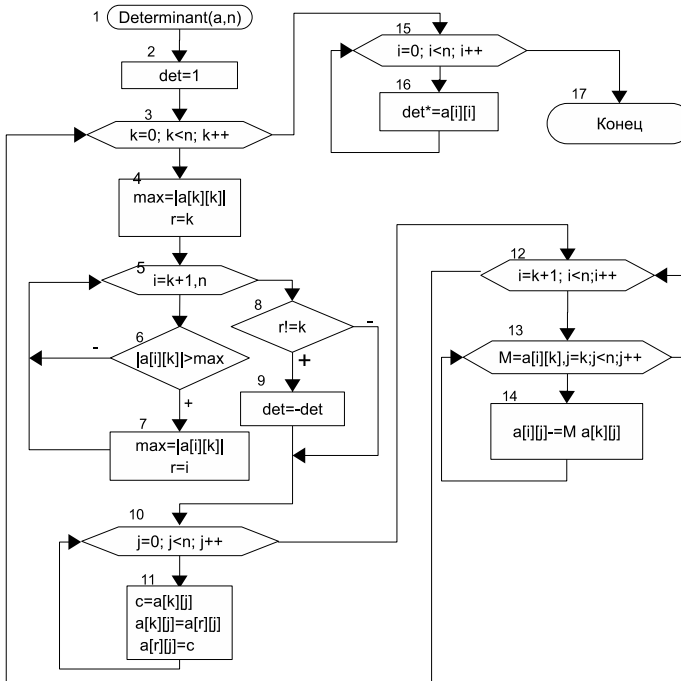 1 Determinant(a,n)
2
det=1
3
k=0; k<n; k++
4
max=|a[k][k]|
r=k
5
i=k+1,n
6
|a[i][k]|>max
-
+
7
max=|a[i][k]|
r=i
8
r!=k
-
+
9
det=-det
10
j=0; j<n; j++
11
c=a[k][j]
a[k][j]=a[r][j]
a[r][j]=c
12
i=k+1; i<n;i++
13
M=a[i][k],j=k;j<n;j++
14
a[i][j]-=M a[k][j]
15
i=0; i<n; i++
16
det*=a[i][i]
17
Конец